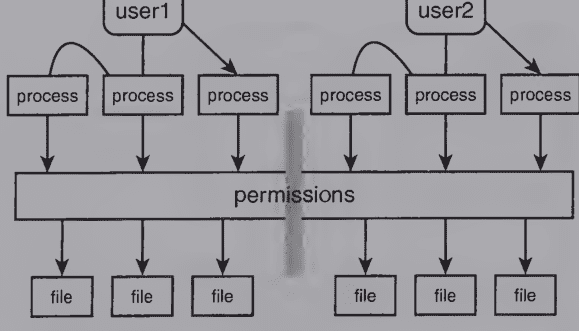 user1 user2
process process process process process process
permissions
file file file file file file